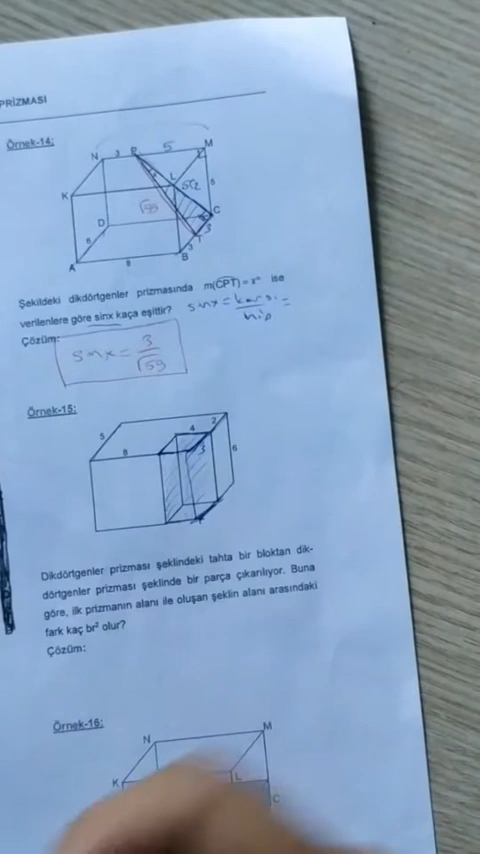 PRİZMASI
Örnek-14:
N 3 P 5 M
K L 5√2 5
√59
D C
6 3 T
3
A 8 B
Şekildeki dikdörtgenler prizmasında m(CPT) = x° ise
verilenlere göre sinx kaça eşittir? sinx = karşı =
hip
Çözüm:
sinx = 3
√59
Örnek-15:
4 2
5 8 3 6
Dikdörtgenler prizması şeklindeki tahta bir bloktan dik-
dörtgenler prizması şeklinde bir parça çıkarılıyor. Buna
göre, ilk prizmanın alanı ile oluşan şeklin alanı arasındaki
fark kaç br² olur?
Çözüm:
Örnek-16:
N M
K L
C